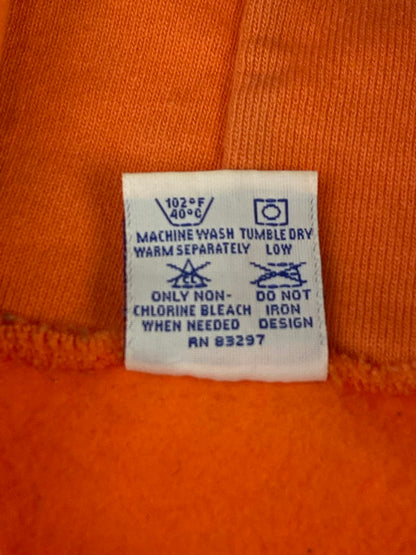 102°F
40°C
MACHINE WASH TUMBLE DRY
WARM SEPARATELY LOW
CL
ONLY NON- DO NOT
CHLORINE BLEACH IRON
WHEN NEEDED DESIGN
RN 83297